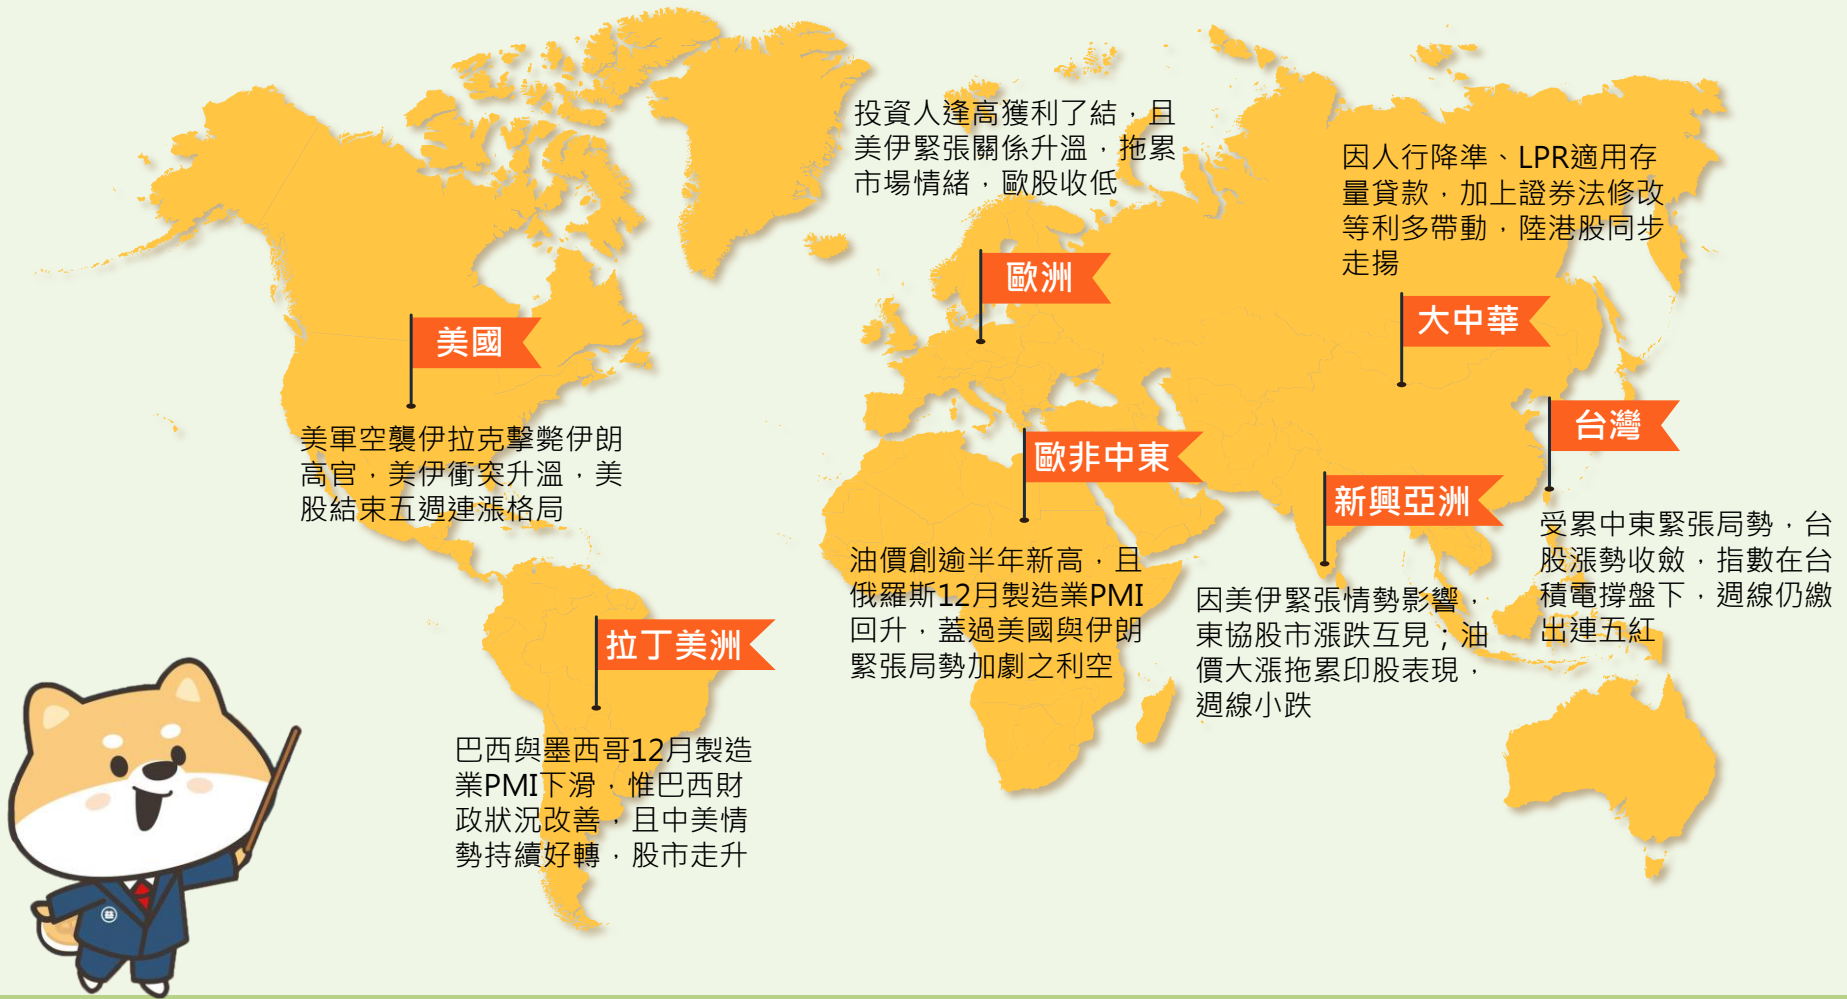 投資人逢高獲利了結，且
美伊緊張關係升溫，拖累
市場情緒，歐股收低
歐洲
因人行降準、LPR適用存
量貸款，加上證券法修改
等利多帶動，陸港股同步
走揚
大中華
美國
美軍空襲伊拉克擊斃伊朗
高官，美伊衝突升溫，美
股結束五週連漲格局
歐非中東
油價創逾半年新高，且
俄羅斯12月製造業PMI
回升，蓋過美國與伊朗
緊張局勢加劇之利空
新興亞洲
因美伊緊張情勢影響，
東協股市漲跌互見；油
價大漲拖累印股表現，
週線小跌
台灣
受累中東緊張局勢，台
股漲勢收斂，指數在台
積電撐盤下，週線仍繳
出連五紅
拉丁美洲
巴西與墨西哥12月製造
業PMI下滑，惟巴西財
政狀況改善，且中美情
勢持續好轉，股市走升